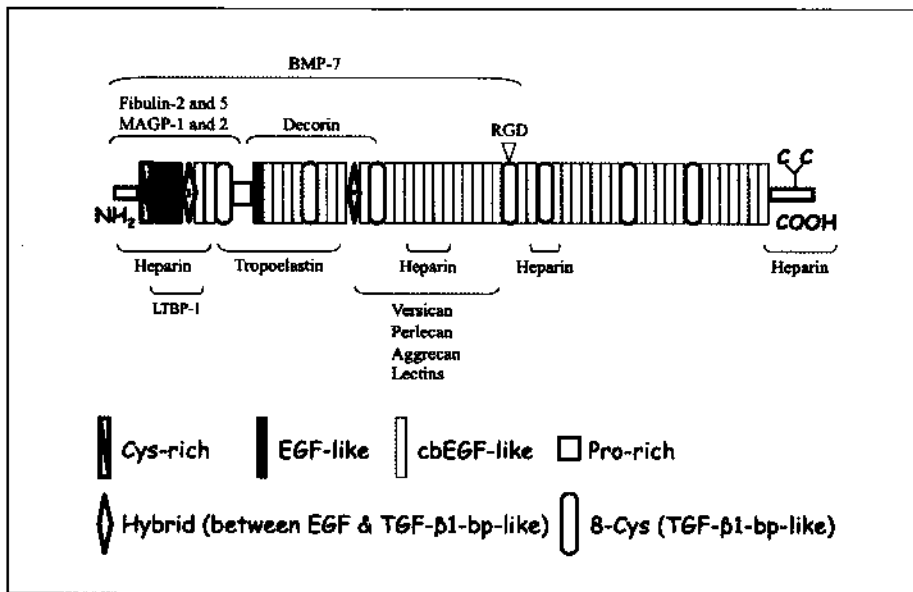 BMP-7
Fibulin-2 and 5
MAGP-1 and 2
Decorin
RGD
C C
NH2
COOH
Heparin
Tropoelastin
Heparin
Heparin
Heparin
LTBP-1
Versican
Perlecan
Aggrecan
Lectins
Cys-rich
EGF-like
cbEGF-like
Pro-rich
Hybrid (between EGF & TGF-β1-bp-like)
8-Cys (TGF-β1-bp-like)